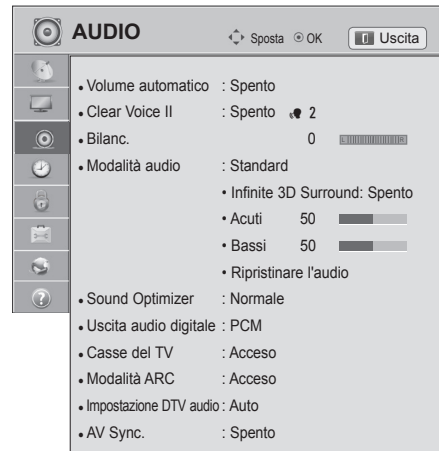 AUDIO Sposta OK Uscita
• Volume automatico : Spento
• Clear Voice II : Spento 2
• Bilanc. 0 L R
• Modalità audio : Standard
• Infinite 3D Surround: Spento
• Acuti 50
• Bassi 50
• Ripristinare l'audio
• Sound Optimizer : Normale
• Uscita audio digitale : PCM
• Casse del TV : Acceso
• Modalità ARC : Acceso
• Impostazione DTV audio : Auto
• AV Sync. : Spento